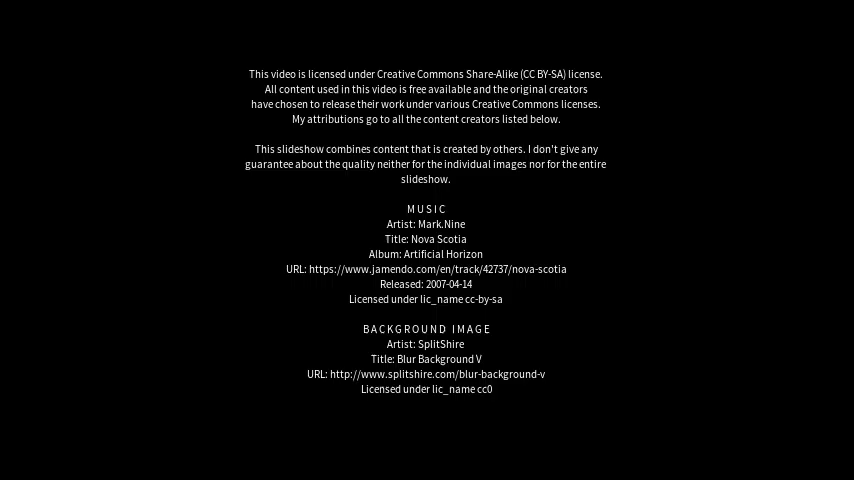 This video is licensed under Creative Commons Share-Alike (CC BY-SA) license.
All content used in this video is free available and the original creators
have chosen to release their work under various Creative Commons licenses.
My attributions go to all the content creators listed below.
This slideshow combines content that is created by others. I don't give any
guarantee about the quality neither for the individual images nor for the entire
slideshow.
MUSIC
Artist: Mark.Nine
Title: Nova Scotia
Album: Artificial Horizon
URL: https://www.jamendo.com/en/track/42737/nova-scotia
Released: 2007-04-14
Licensed under lic_name cc-by-sa
BACKGROUND IMAGE
Artist: SplitShire
Title: Blur Background V
URL: http://www.splitshire.com/blur-background-v
Licensed under lic_name cc0